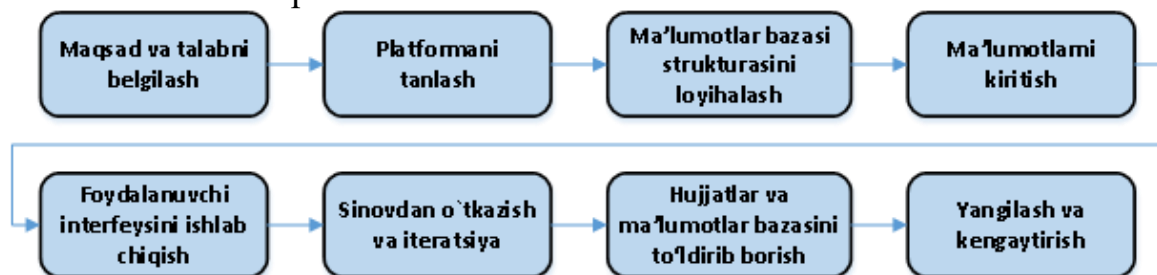 Maqsad va talabni
belgilash
Platformani
tanlash
Ma’lumotlar bazasi
strukturasini
loyihalash
Ma’lumotlarni
kiritish
Foydalanuvchi
interfeysini ishlab
chiqish
Sinovdan o`tkazish
va iteratsiya
Hujjatlar va
ma’lumotlar bazasini
to‘ldirib borish
Yangilash va
kengaytirish